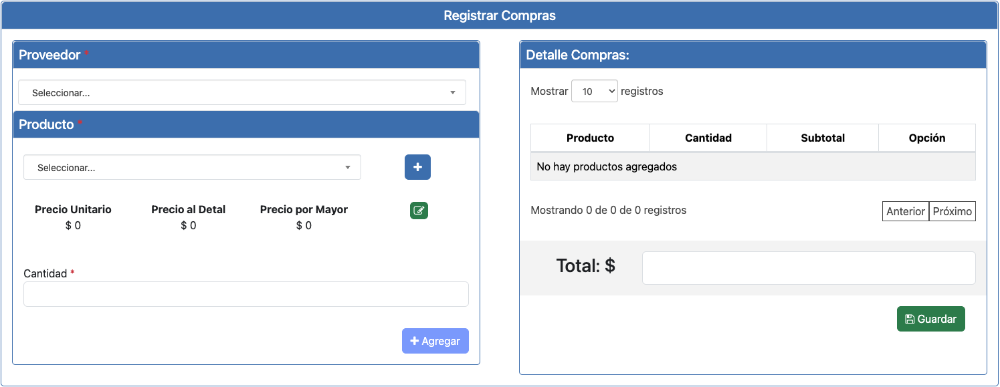 Registrar Compras
Proveedor *
Seleccionar...
Producto *
Seleccionar...
Precio Unitario Precio al Detal Precio por Mayor
$ 0 $ 0 $ 0
Cantidad *
Agregar
Detalle Compras:
Mostrar 10 registros
Producto Cantidad Subtotal Opción
No hay productos agregados
Mostrando 0 de 0 de 0 registros
Anterior Próximo
Total: $
Guardar